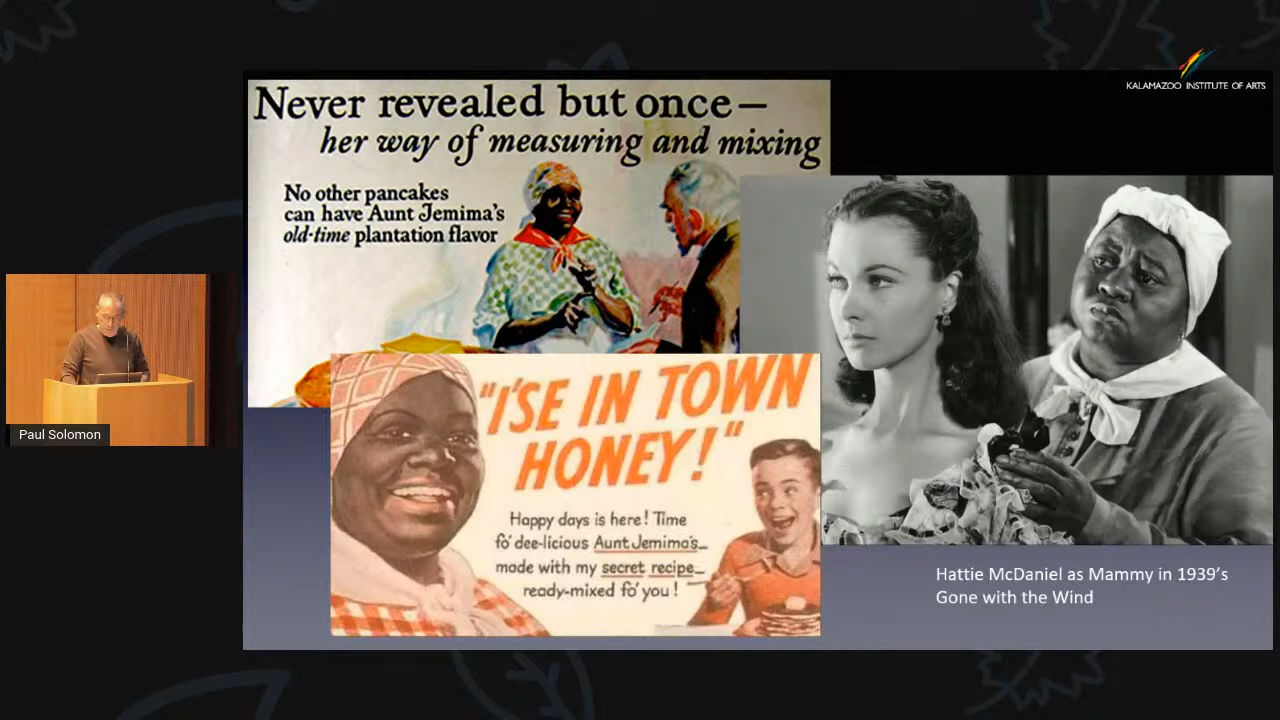 KALAMAZOO INSTITUTE OF ARTS
Never revealed but once—
her way of measuring and mixing
No other pancakes
can have Aunt Jemima's
old-time plantation flavor
"I'SE IN TOWN
HONEY!"
Happy days is here! Time
fo' dee-licious Aunt Jemima's—
made with my secret recipe—
ready-mixed fo' you!
Hattie McDaniel as Mammy in 1939's
Gone with the Wind
Paul Solomon